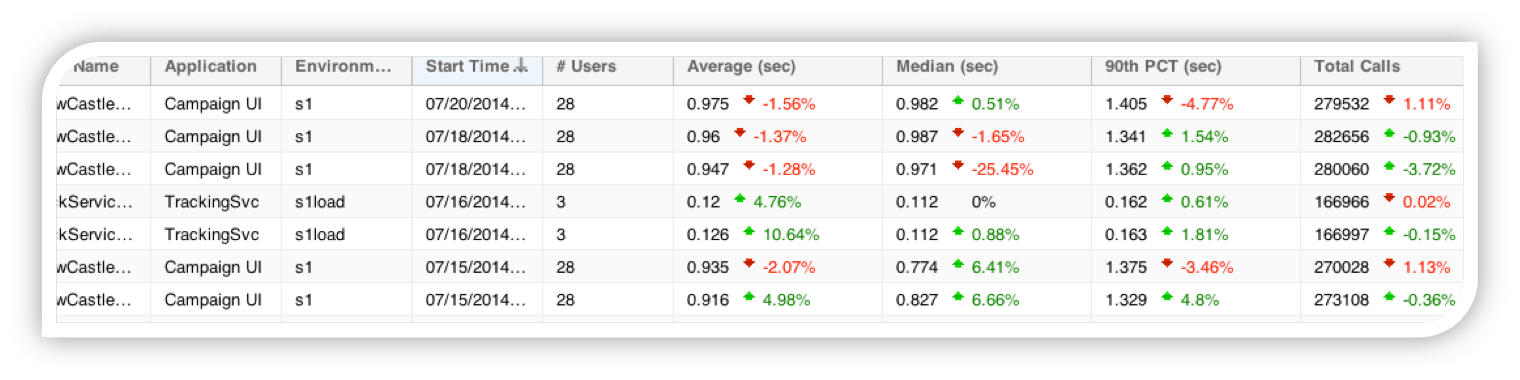 Name Application Environm... Start Time... # Users Average (sec) Median (sec) 90th PCT (sec) Total Calls
wCastle... Campaign UI s1 07/20/2014... 28 0.975 -1.56% 0.982 0.51% 1.405 -4.77% 279532 1.11%
wCastle... Campaign UI s1 07/18/2014... 28 0.96 -1.37% 0.987 -1.65% 1.341 1.54% 282656 -0.93%
wCastle... Campaign UI s1 07/18/2014... 28 0.947 -1.28% 0.971 -25.45% 1.362 0.95% 280060 -3.72%
kServic... TrackingSvc s1load 07/16/2014... 3 0.12 4.76% 0.112 0% 0.162 0.61% 166966 0.02%
kServic... TrackingSvc s1load 07/16/2014... 3 0.126 10.64% 0.112 0.88% 0.163 1.81% 166997 -0.15%
wCastle... Campaign UI s1 07/15/2014... 28 0.935 -2.07% 0.774 6.41% 1.375 -3.46% 270028 1.13%
wCastle... Campaign UI s1 07/15/2014... 28 0.916 4.98% 0.827 6.66% 1.329 4.8% 273108 -0.36%